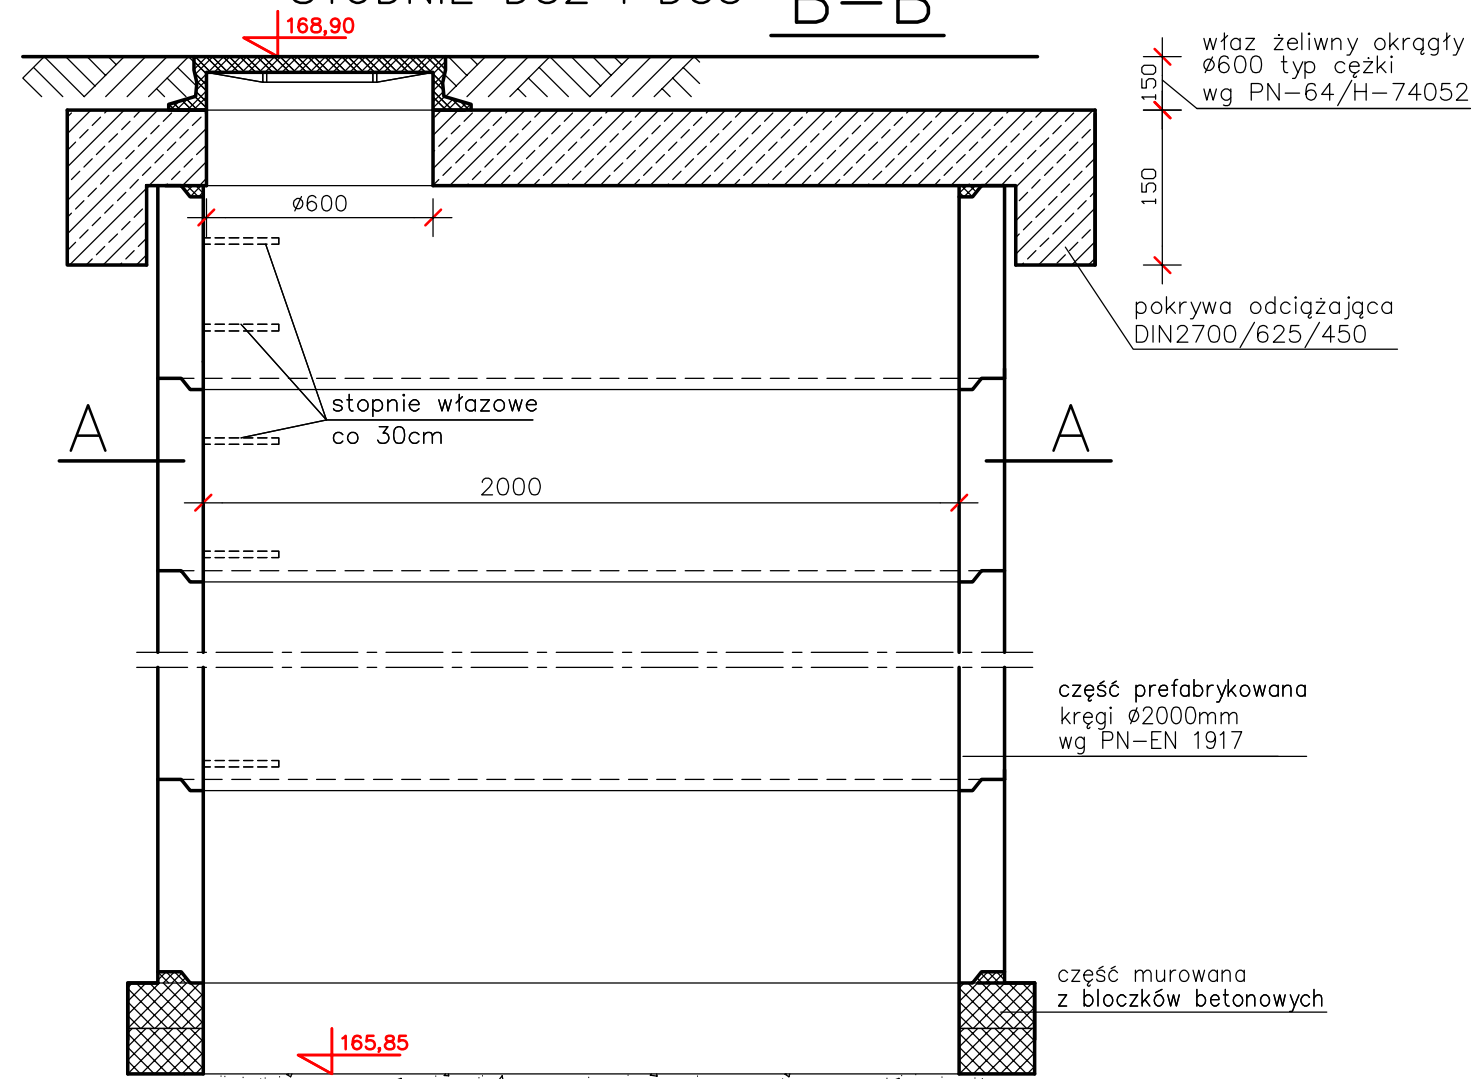 B-B
168,90
właz żeliwny okrągły
ø600 typ cężki
wg PN-64/H-74052
150
150
ø600
pokrywa odciążająca
DIN2700/625/450
stopnie włazowe
co 30cm
A
A
2000
część prefabrykowana
kręgi ø2000mm
wg PN-EN 1917
część murowana
z bloczków betonowych
165,85